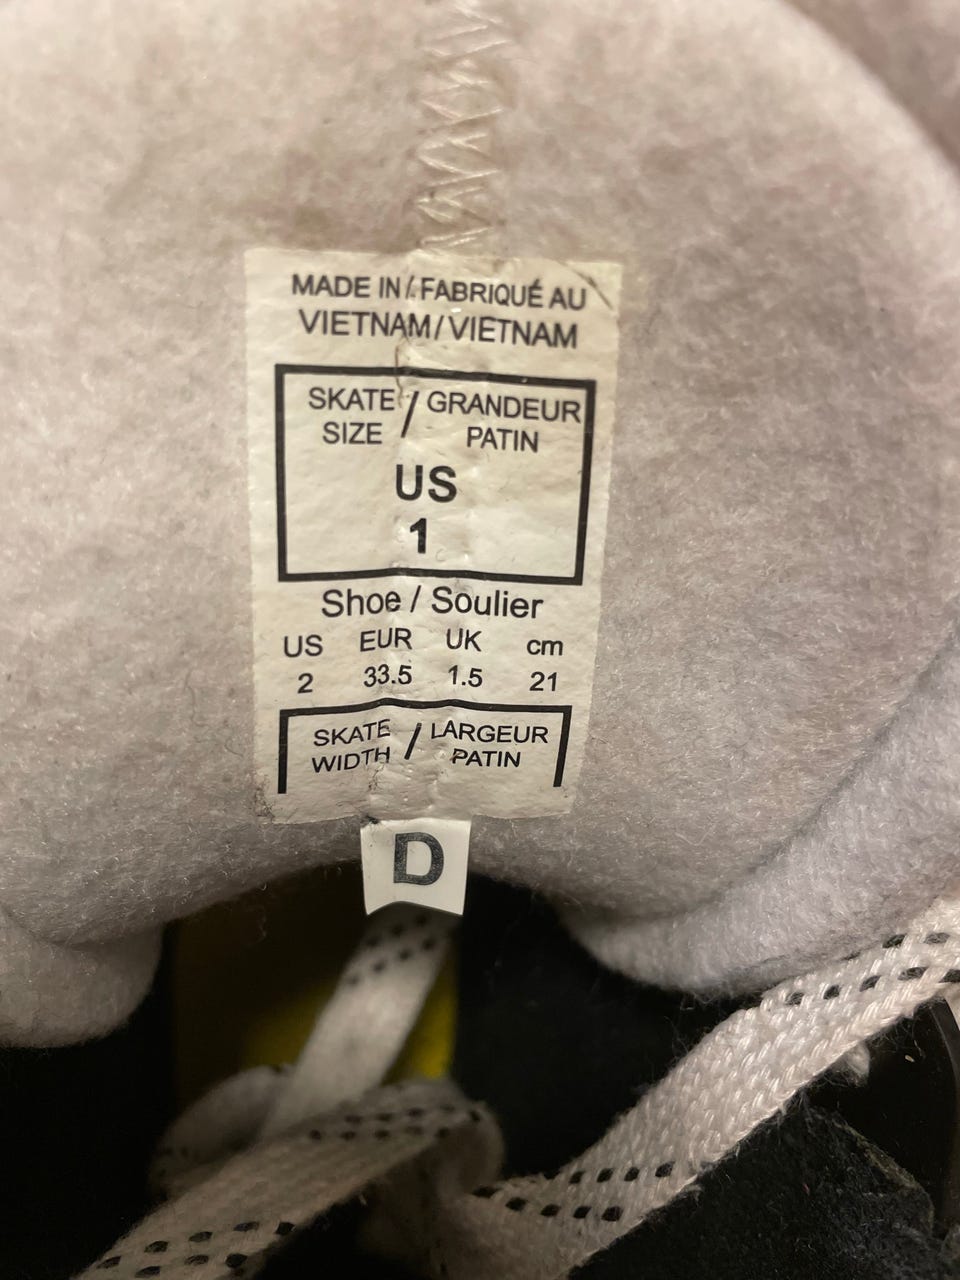 MADE IN / FABRIQUÉ AU
VIETNAM / VIETNAM
SKATE SIZE / GRANDEUR PATIN
US
1
Shoe / Soulier
US EUR UK cm
2 33.5 1.5 21
SKATE WIDTH / LARGEUR PATIN
D